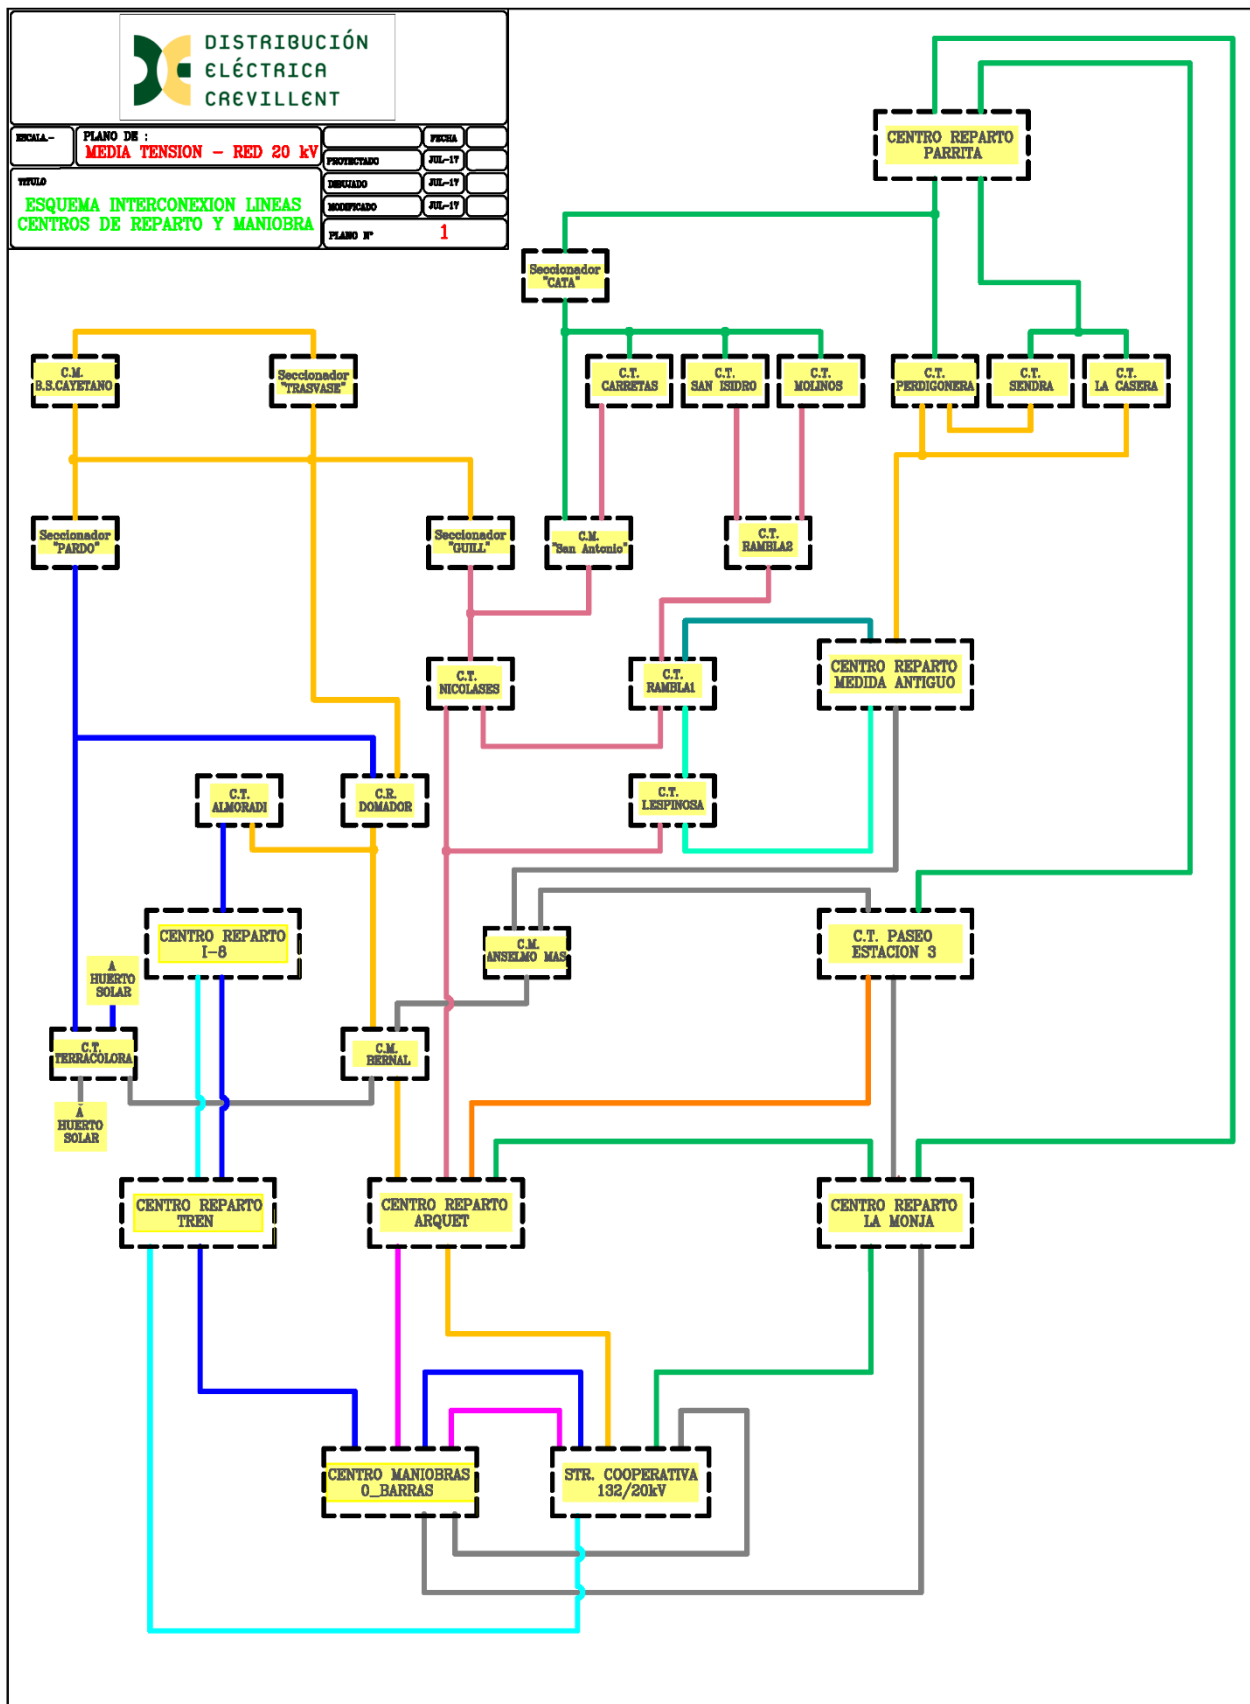 DISTRIBUCIÓN
ELÉCTRICA
CREVILLENT
ESCALA.-
PLANO DE :
MEDIA TENSION - RED 20 kV
FECHA
PROYECTADO
JUL-17
TITULO
DIBUJADO
JUL-17
ESQUEMA INTERCONEXION LINEAS
CENTROS DE REPARTO Y MANIOBRA
MODIFICADO
JUL-17
PLANO Nº
1
CENTRO REPARTO
PARRITA
Seccionador
"CATA"
C.M.
B.S.CAYETANO
Seccionador
"TRASVASE"
C.T.
CARRETAS
C.T.
SAN ISIDRO
C.T.
MOLINOS
C.T.
PERDIGONERA
C.T.
SENDRA
C.T.
LA CASERA
Seccionador
"PARDO"
Seccionador
"GUILL"
C.M.
"San Antonio"
C.T.
RAMBLA2
C.T.
NICOLASES
C.T.
RAMBLA1
CENTRO REPARTO
MEDIDA ANTIGUO
C.T.
ALMORADI
C.R.
DOMADOR
C.T.
LESPINOSA
CENTRO REPARTO
I-8
C.M.
ANSELMO MAS
C.T. PASEO
ESTACION 3
A
HUERTO
SOLAR
C.T.
TERRACOLORA
C.M.
BERNAL
A
HUERTO
SOLAR
CENTRO REPARTO
TREN
CENTRO REPARTO
ARQUET
CENTRO REPARTO
LA MONJA
CENTRO MANIOBRAS
0_BARRAS
STR. COOPERATIVA
132/20kV